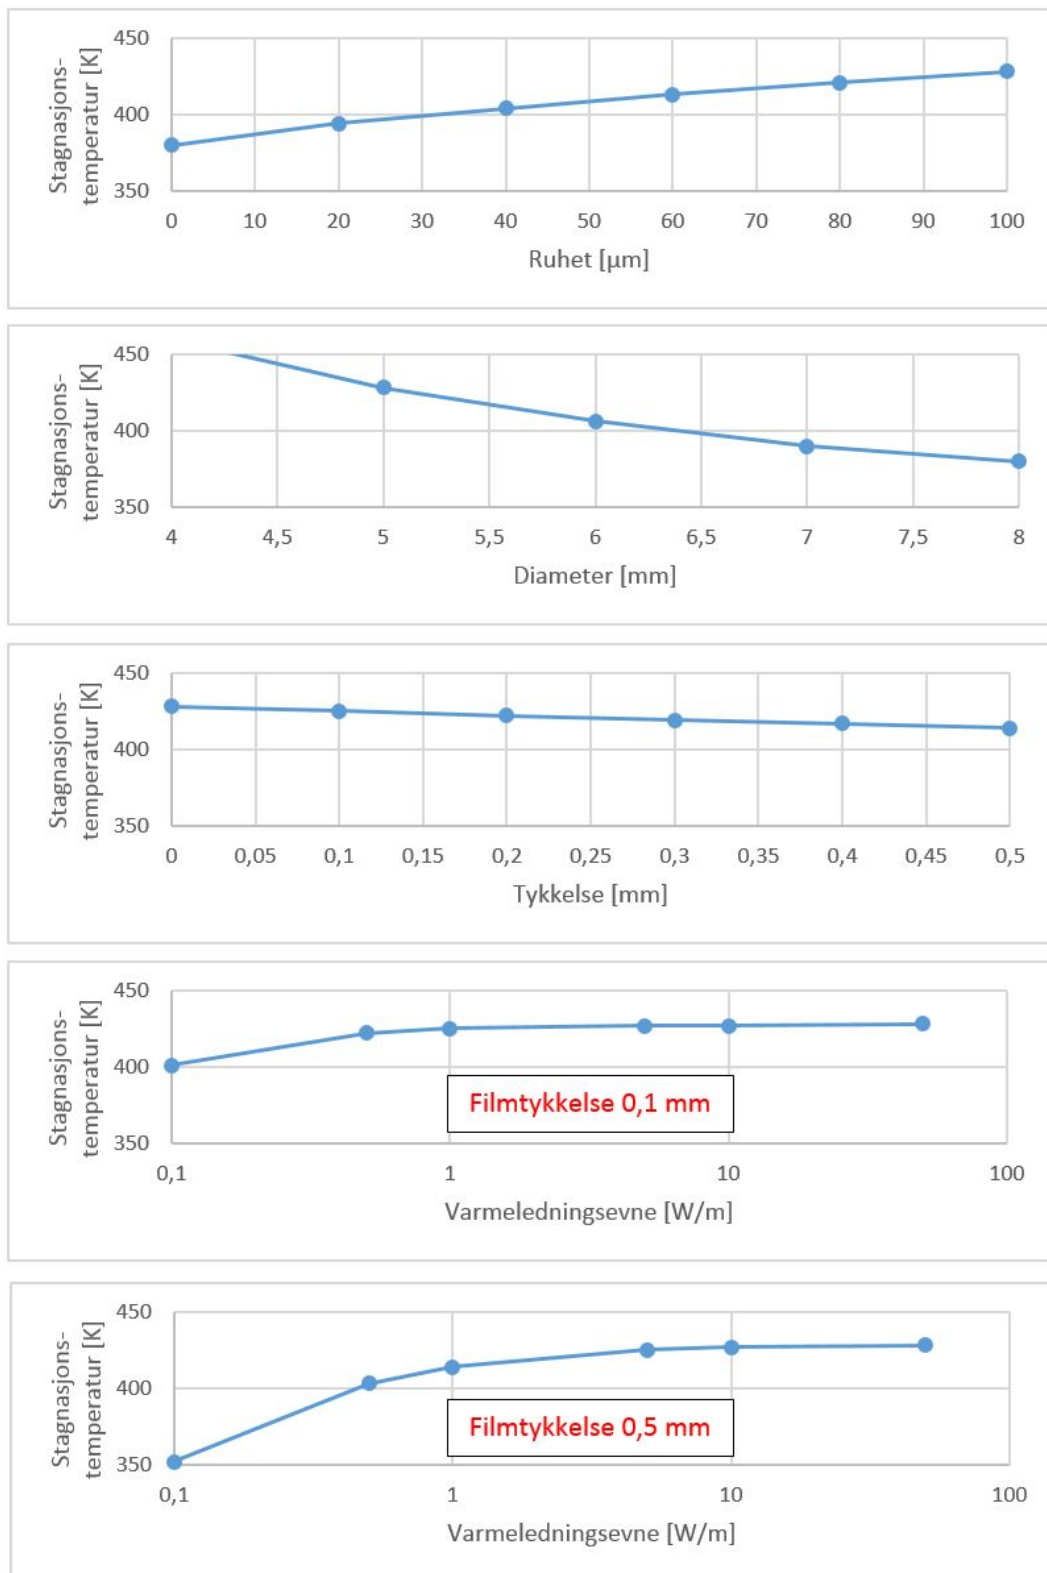 Stagnasjons-
temperatur [K]
450
400
350
0 10 20 30 40 50 60 70 80 90 100
Ruhet [µm]
Stagnasjons-
temperatur [K]
450
400
350
4 4,5 5 5,5 6 6,5 7 7,5 8
Diameter [mm]
Stagnasjons-
temperatur [K]
450
400
350
0 0,05 0,1 0,15 0,2 0,25 0,3 0,35 0,4 0,45 0,5
Tykkelse [mm]
Stagnasjons-
temperatur [K]
450
400
350
Filmtykkelse 0,1 mm
0,1 1 10 100
Varmeledningsevne [W/m]
Stagnasjons-
temperatur [K]
450
400
350
Filmtykkelse 0,5 mm
0,1 1 10 100
Varmeledningsevne [W/m]